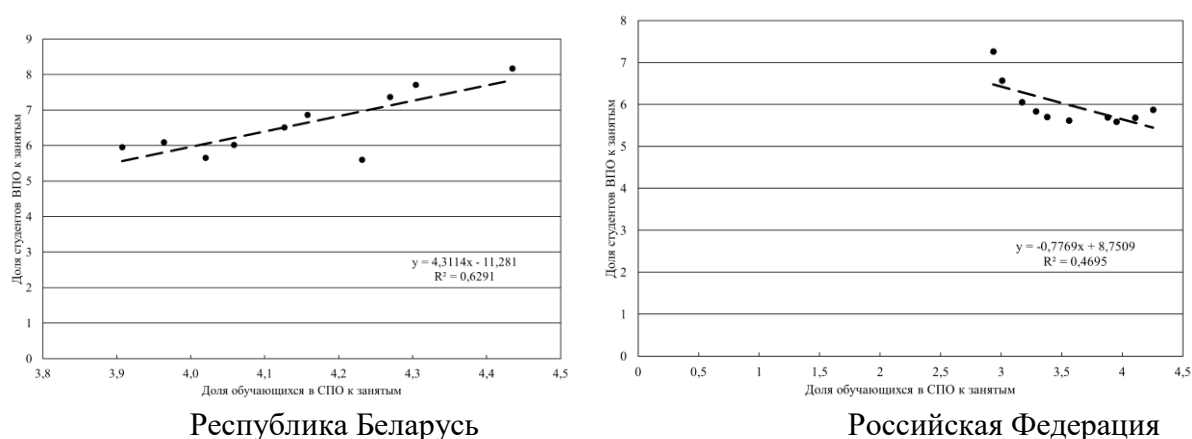 9
8
7
6
5
4
3
2
1
0
Доля студентов ВПО к занятым
y = 4,3114x - 11,281
R² = 0,6291
3,8 3,9 4,0 4,1 4,2 4,3 4,4 4,5
Доля обучающихся в СПО к занятым
Республика Беларусь
8
7
6
5
4
3
2
1
0
Доля студентов ВПО к занятым
y = -0,7769x + 8,7509
R² = 0,4695
0 0,5 1 1,5 2 2,5 3 3,5 4 4,5
Доля обучающихся в СПО к занятым
Российская Федерация